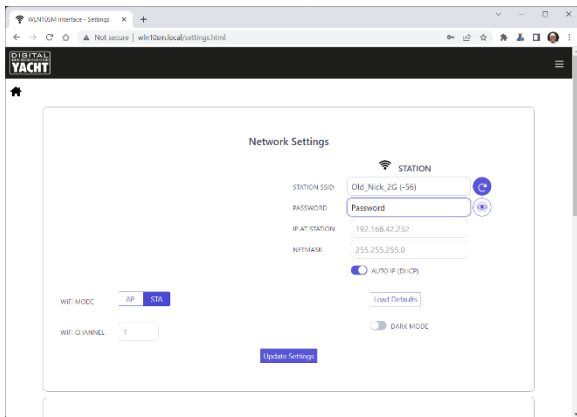 WLN10SM Interface - Settings
Not secure | wln10sm.local/settings.html
DIGITAL
YACHT
Network Settings
STATION
STATION SSID Old_Nick_2G (-56)
PASSWORD Password
IP AT STATION 192.168.42.232
NETMASK 255.255.255.0
AUTO IP (DHCP)
WiFi MODE AP STA Load Defaults
WiFi CHANNEL 1 DARK MODE
Update Settings